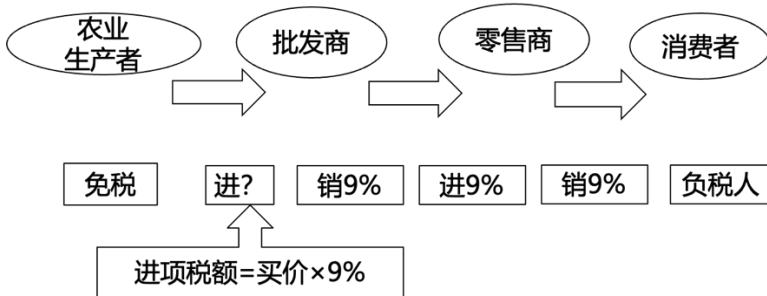 农业
生产者
批发商
零售商
消费者
免税
进?
销9%
进9%
销9%
负税人
进项税额=买价×9%